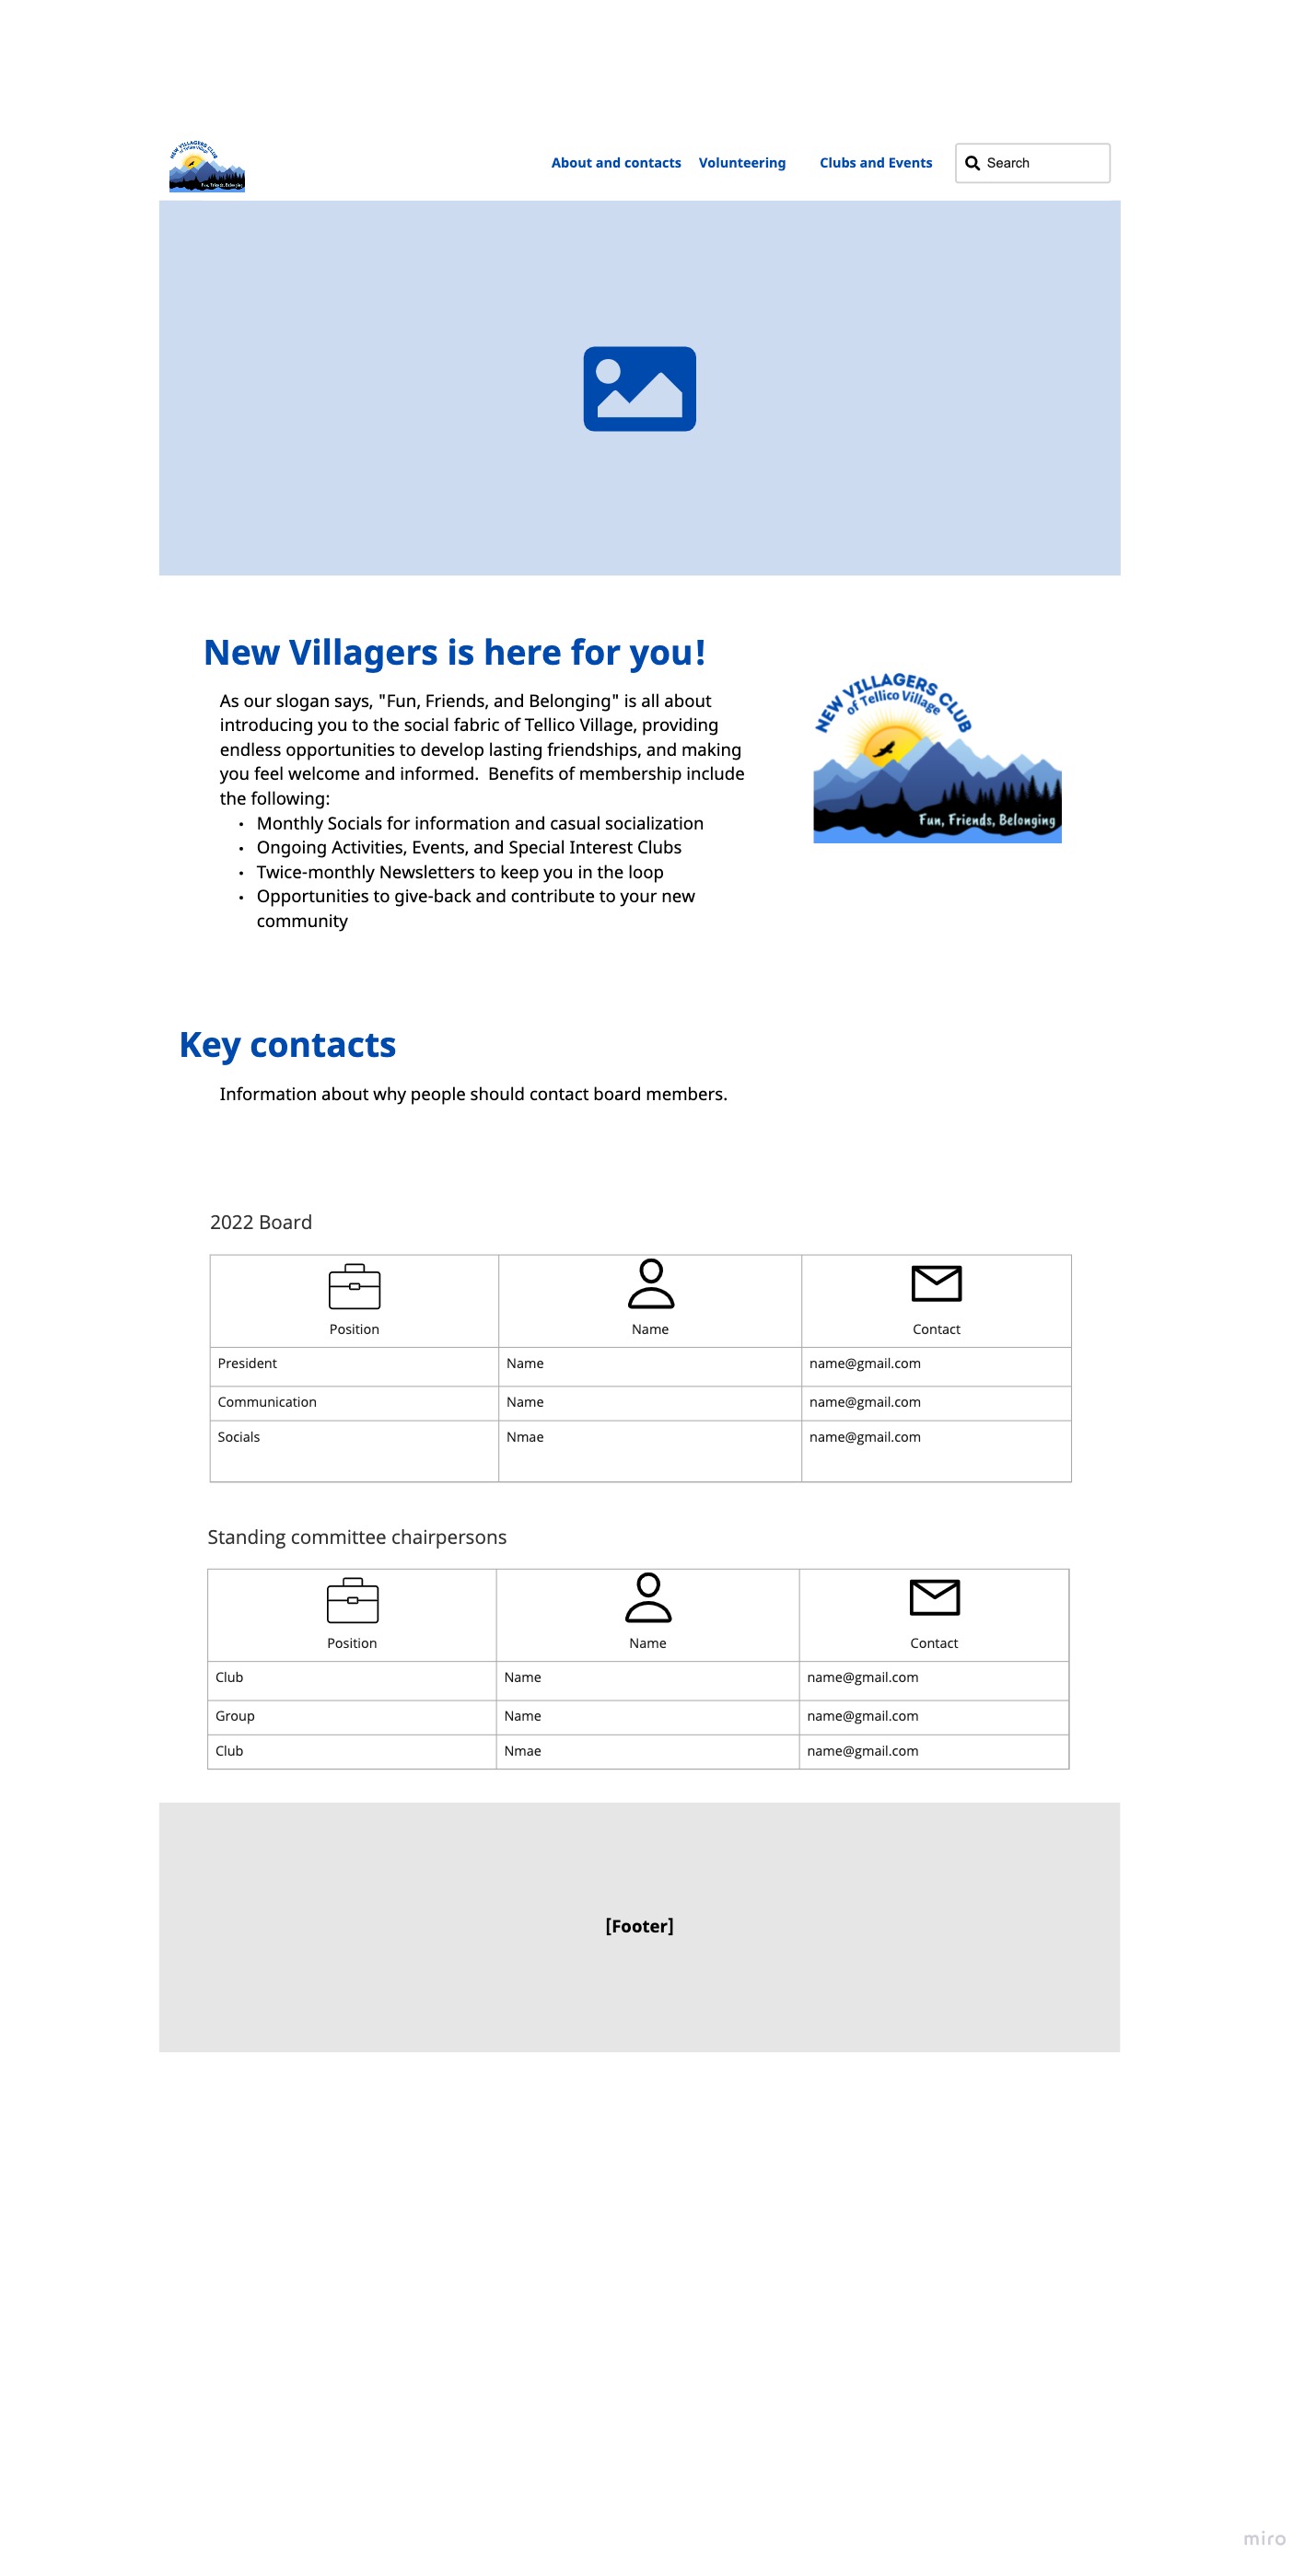 NEW VILLAGERS CLUB
of Tellico Village
Fun, Friends, Belonging
About and contacts Volunteering Clubs and Events Search
New Villagers is here for you!
As our slogan says, "Fun, Friends, and Belonging" is all about
introducing you to the social fabric of Tellico Village, providing
endless opportunities to develop lasting friendships, and making
you feel welcome and informed.  Benefits of membership include
the following:
• Monthly Socials for information and casual socialization
• Ongoing Activities, Events, and Special Interest Clubs
• Twice-monthly Newsletters to keep you in the loop
• Opportunities to give-back and contribute to your new
community
NEW VILLAGERS CLUB
of Tellico Village
Fun, Friends, Belonging
Key contacts
Information about why people should contact board members.
2022 Board
Position Name Contact
President Name name@gmail.com
Communication Name name@gmail.com
Socials Nmae name@gmail.com
Standing committee chairpersons
Position Name Contact
Club Name name@gmail.com
Group Name name@gmail.com
Club Nmae name@gmail.com
[Footer]
miro